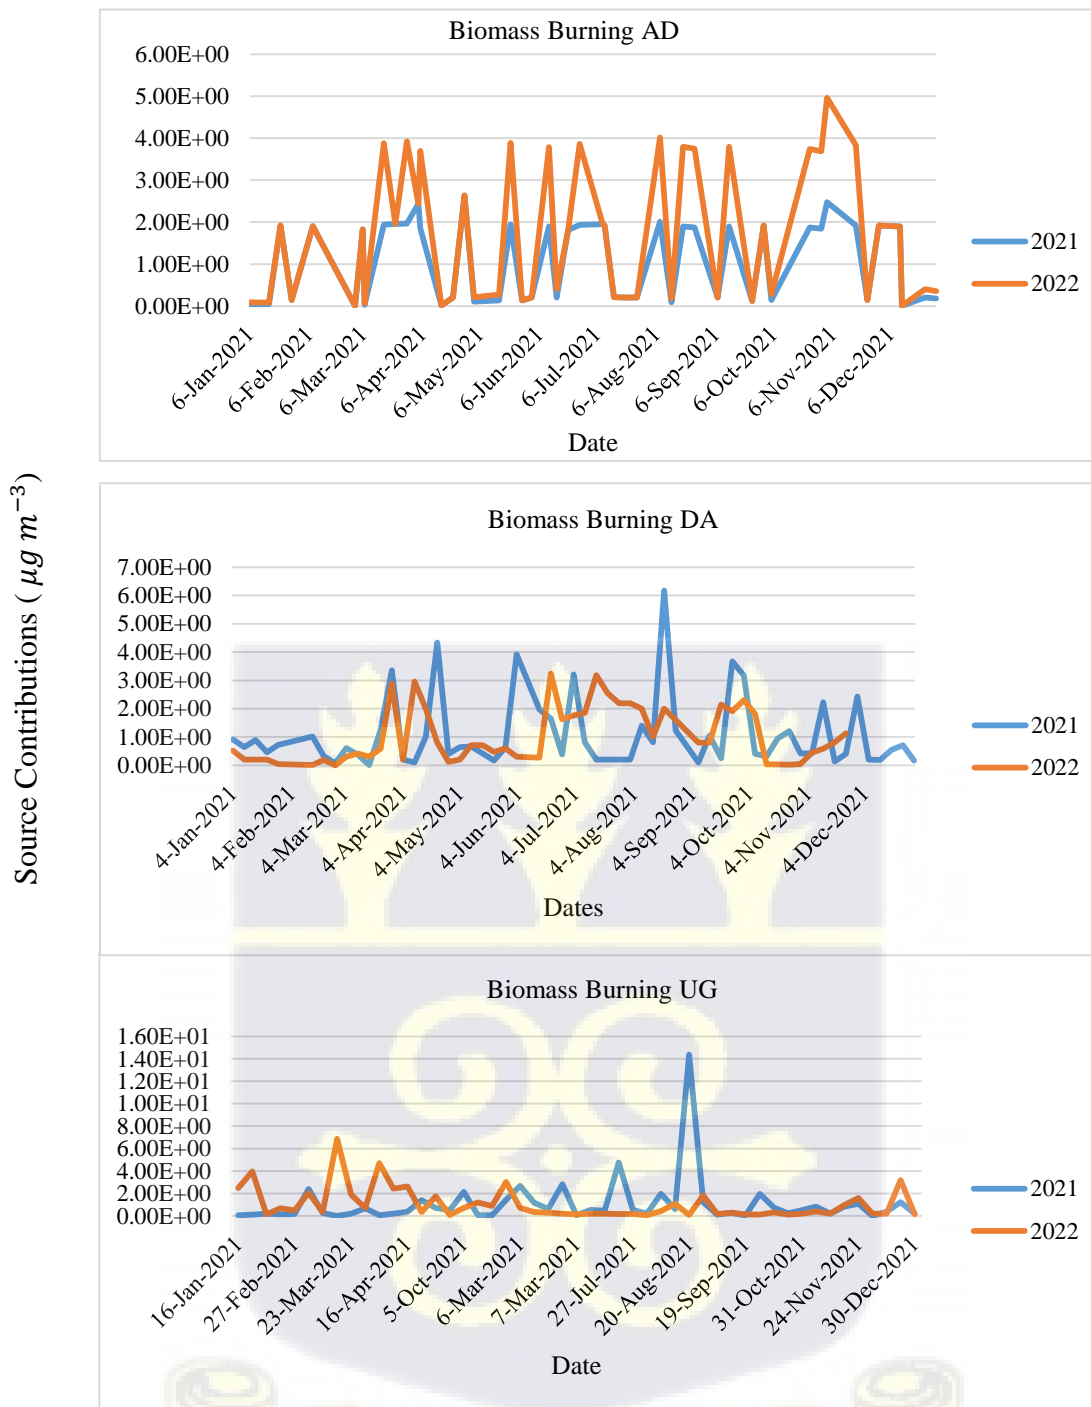 Source Contributions ( µg m⁻³)
Biomass Burning AD
6.00E+00
5.00E+00
4.00E+00
3.00E+00
2.00E+00
1.00E+00
0.00E+00
6-Jan-2021
6-Feb-2021
6-Mar-2021
6-Apr-2021
6-May-2021
6-Jun-2021
6-Jul-2021
6-Aug-2021
6-Sep-2021
6-Oct-2021
6-Nov-2021
6-Dec-2021
Date
2021
2022
Biomass Burning DA
7.00E+00
6.00E+00
5.00E+00
4.00E+00
3.00E+00
2.00E+00
1.00E+00
0.00E+00
4-Jan-2021
4-Feb-2021
4-Mar-2021
4-Apr-2021
4-May-2021
4-Jun-2021
4-Jul-2021
4-Aug-2021
4-Sep-2021
4-Oct-2021
4-Nov-2021
4-Dec-2021
Dates
2021
2022
Biomass Burning UG
1.60E+01
1.40E+01
1.20E+01
1.00E+01
8.00E+00
6.00E+00
4.00E+00
2.00E+00
0.00E+00
16-Jan-2021
27-Feb-2021
23-Mar-2021
16-Apr-2021
5-Oct-2021
6-Mar-2021
7-Mar-2021
27-Jul-2021
20-Aug-2021
19-Sep-2021
31-Oct-2021
24-Nov-2021
30-Dec-2021
Date
2021
2022